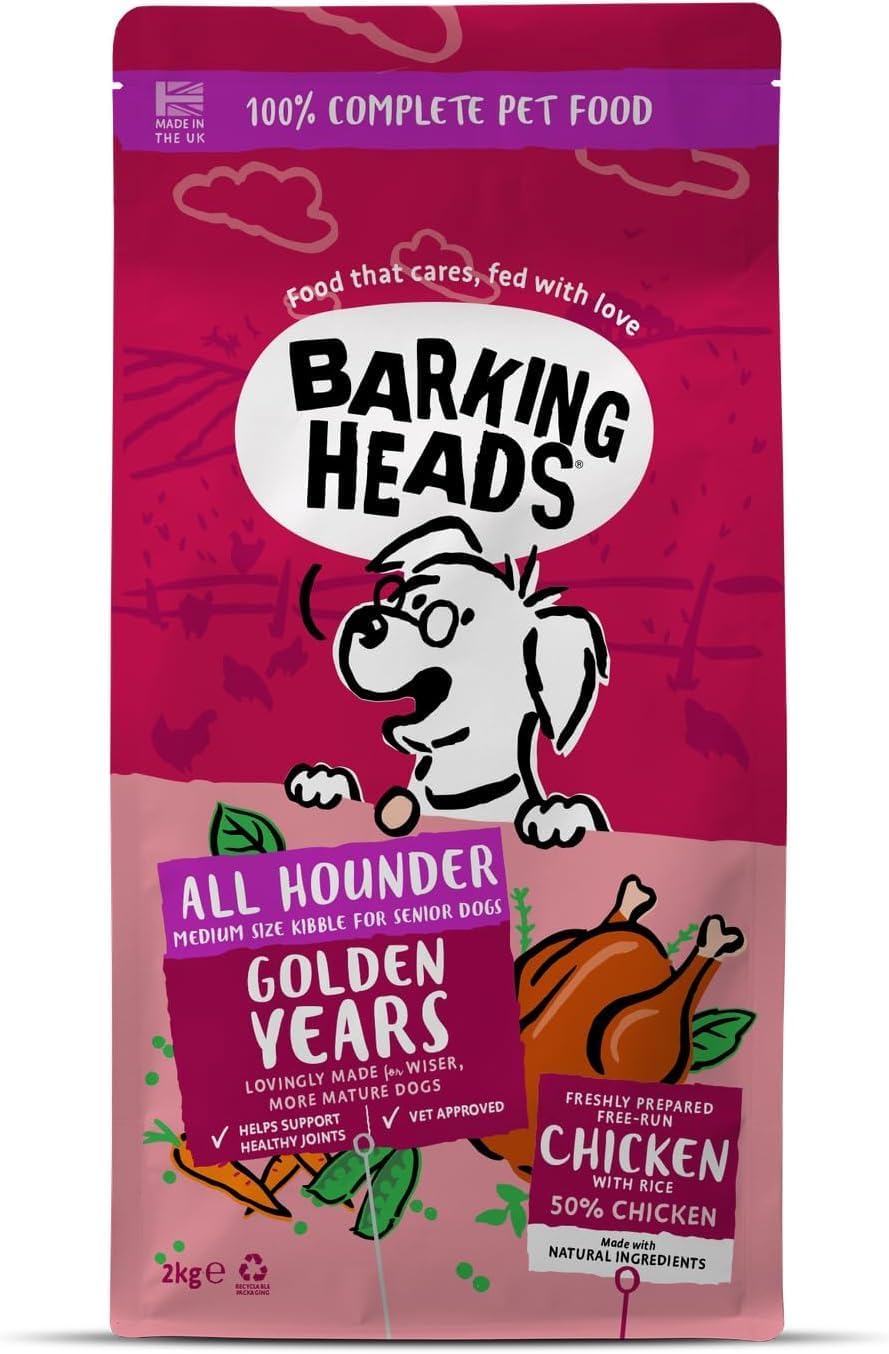 MADE IN
THE UK
100% COMPLETE PET FOOD
Food that cares, fed with love
BARKING
HEADS®
ALL HOUNDER
MEDIUM SIZE KIBBLE FOR SENIOR DOGS
GOLDEN
YEARS
LOVINGLY MADE for WISER,
MORE MATURE DOGS
✓ HELPS SUPPORT
HEALTHY JOINTS
✓ VET APPROVED
FRESHLY PREPARED
FREE-RUN
CHICKEN
WITH RICE
50% CHICKEN
Made with
NATURAL INGREDIENTS
2kg e
RECYCLABLE
PACKAGING